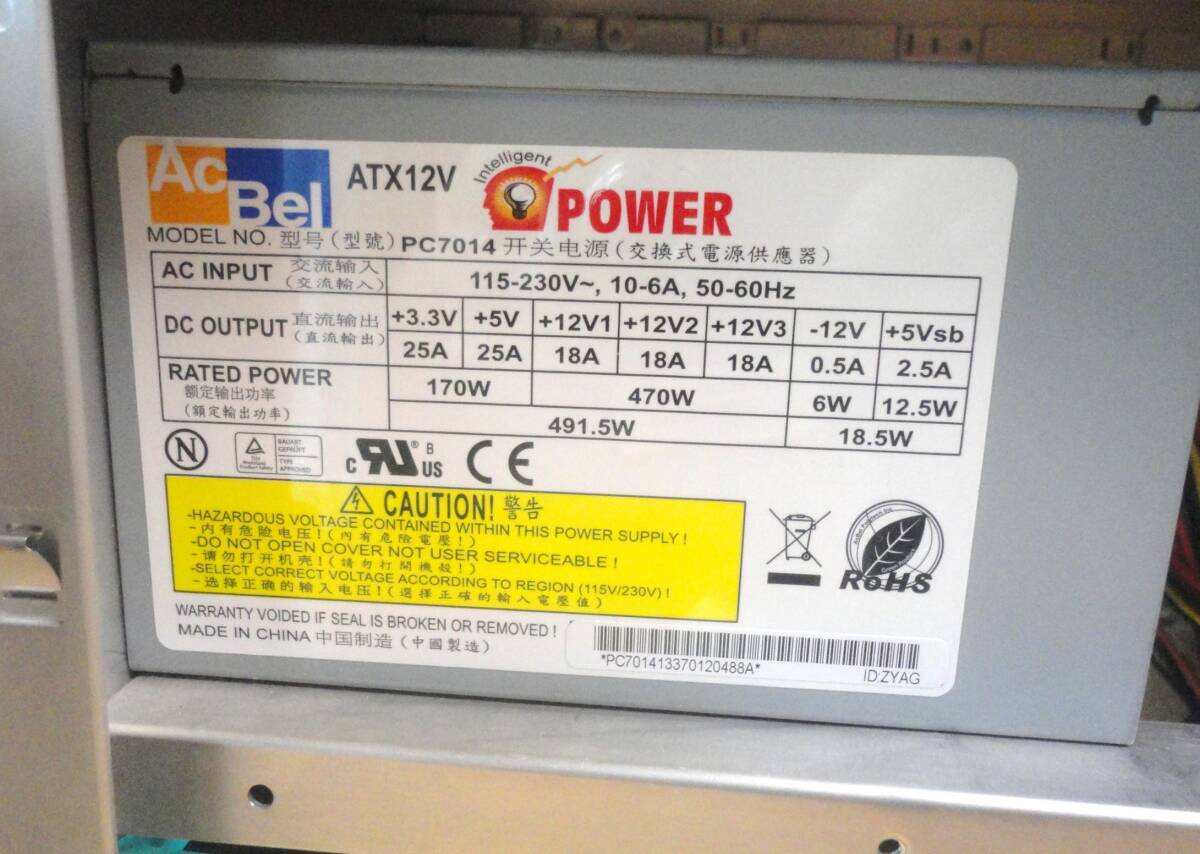 AcBel
ATX12V
Intelligent
POWER
MODEL NO. 型号(型號) PC7014 开关电源(交換式電源供應器)
AC INPUT 交流输入 (交流輸入) 115-230V~, 10-6A, 50-60Hz
DC OUTPUT 直流输出 (直流輸出) +3.3V +5V +12V1 +12V2 +12V3 -12V +5Vsb
25A 25A 18A 18A 18A 0.5A 2.5A
RATED POWER 170W 470W 6W 12.5W
额定输出功率
(額定輸出功率) 491.5W 18.5W
N
BAUART
GEPRÜFT
TÜV
Rheinland
Product Safety
TYPE
APPROVED
c RU ® B US CE
CAUTION! 警告
-HAZARDOUS VOLTAGE CONTAINED WITHIN THIS POWER SUPPLY !
-内有危险电压!(內有危險電壓!)
-DO NOT OPEN COVER NOT USER SERVICEABLE !
-请勿打开机壳!(請勿打開機殼!)
-SELECT CORRECT VOLTAGE ACCORDING TO REGION (115V/230V) !
-选择正确的输入电压!(選擇正確的輸入電壓值)
RoHS
WARRANTY VOIDED IF SEAL IS BROKEN OR REMOVED !
MADE IN CHINA 中国制造(中國製造)
*PC701413370120488A*
ID:ZYAG